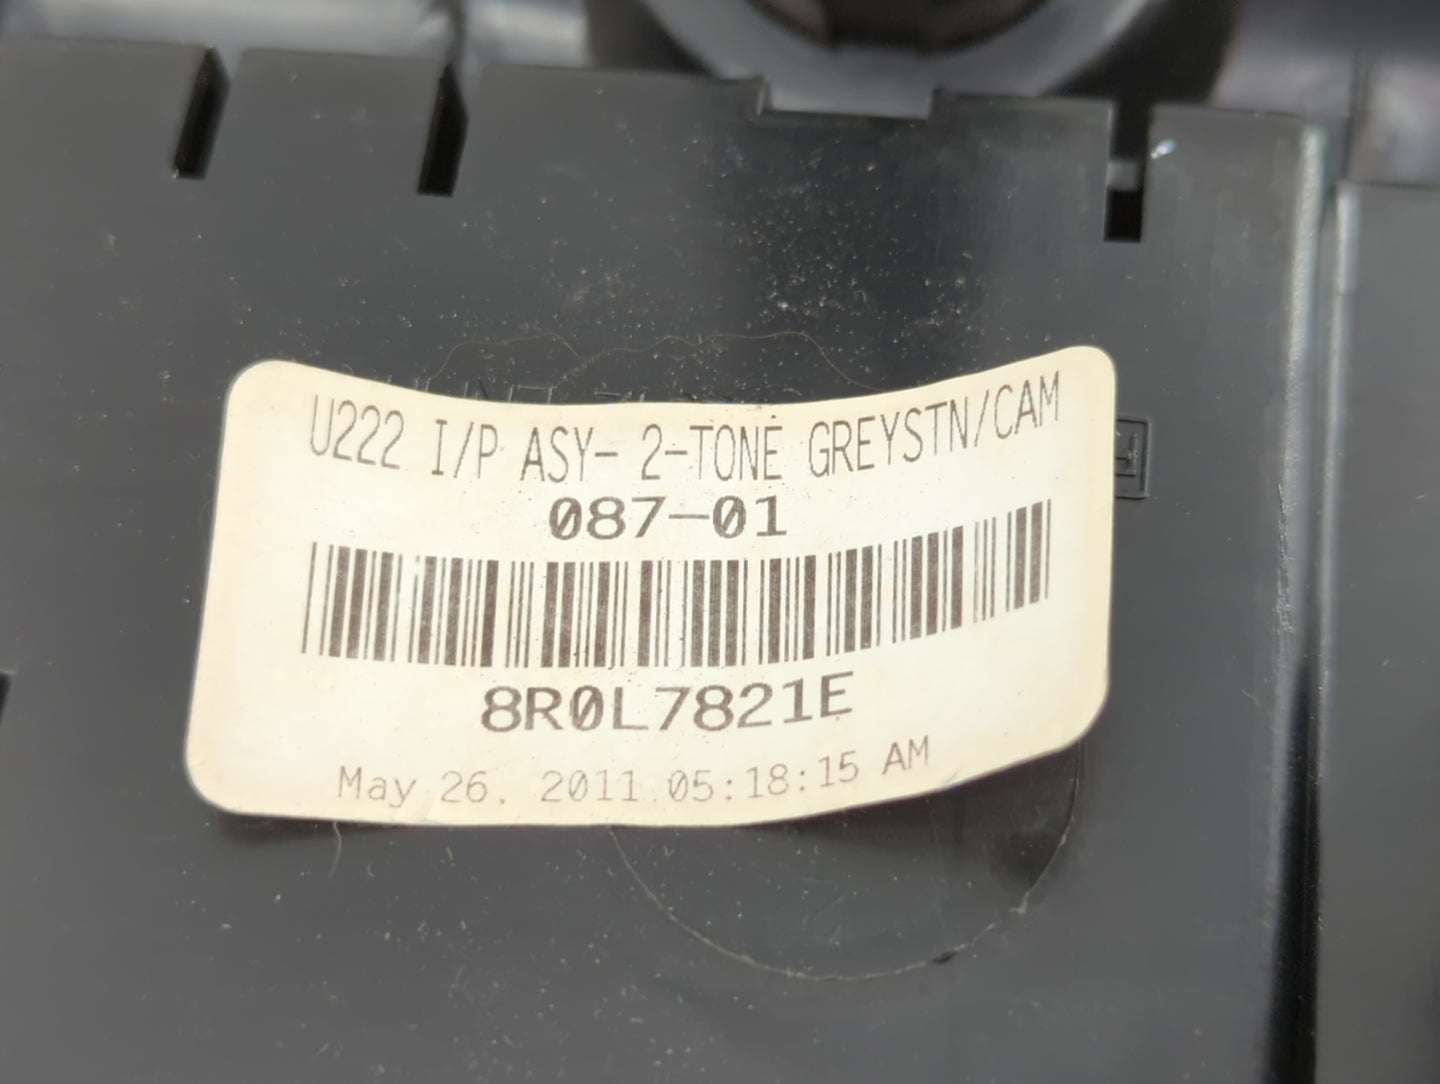 U222 I/P ASY- 2-TONE GREYSTN/CAM
087-01
8R0L7821E
May 26, 2011 05:18:15 AM